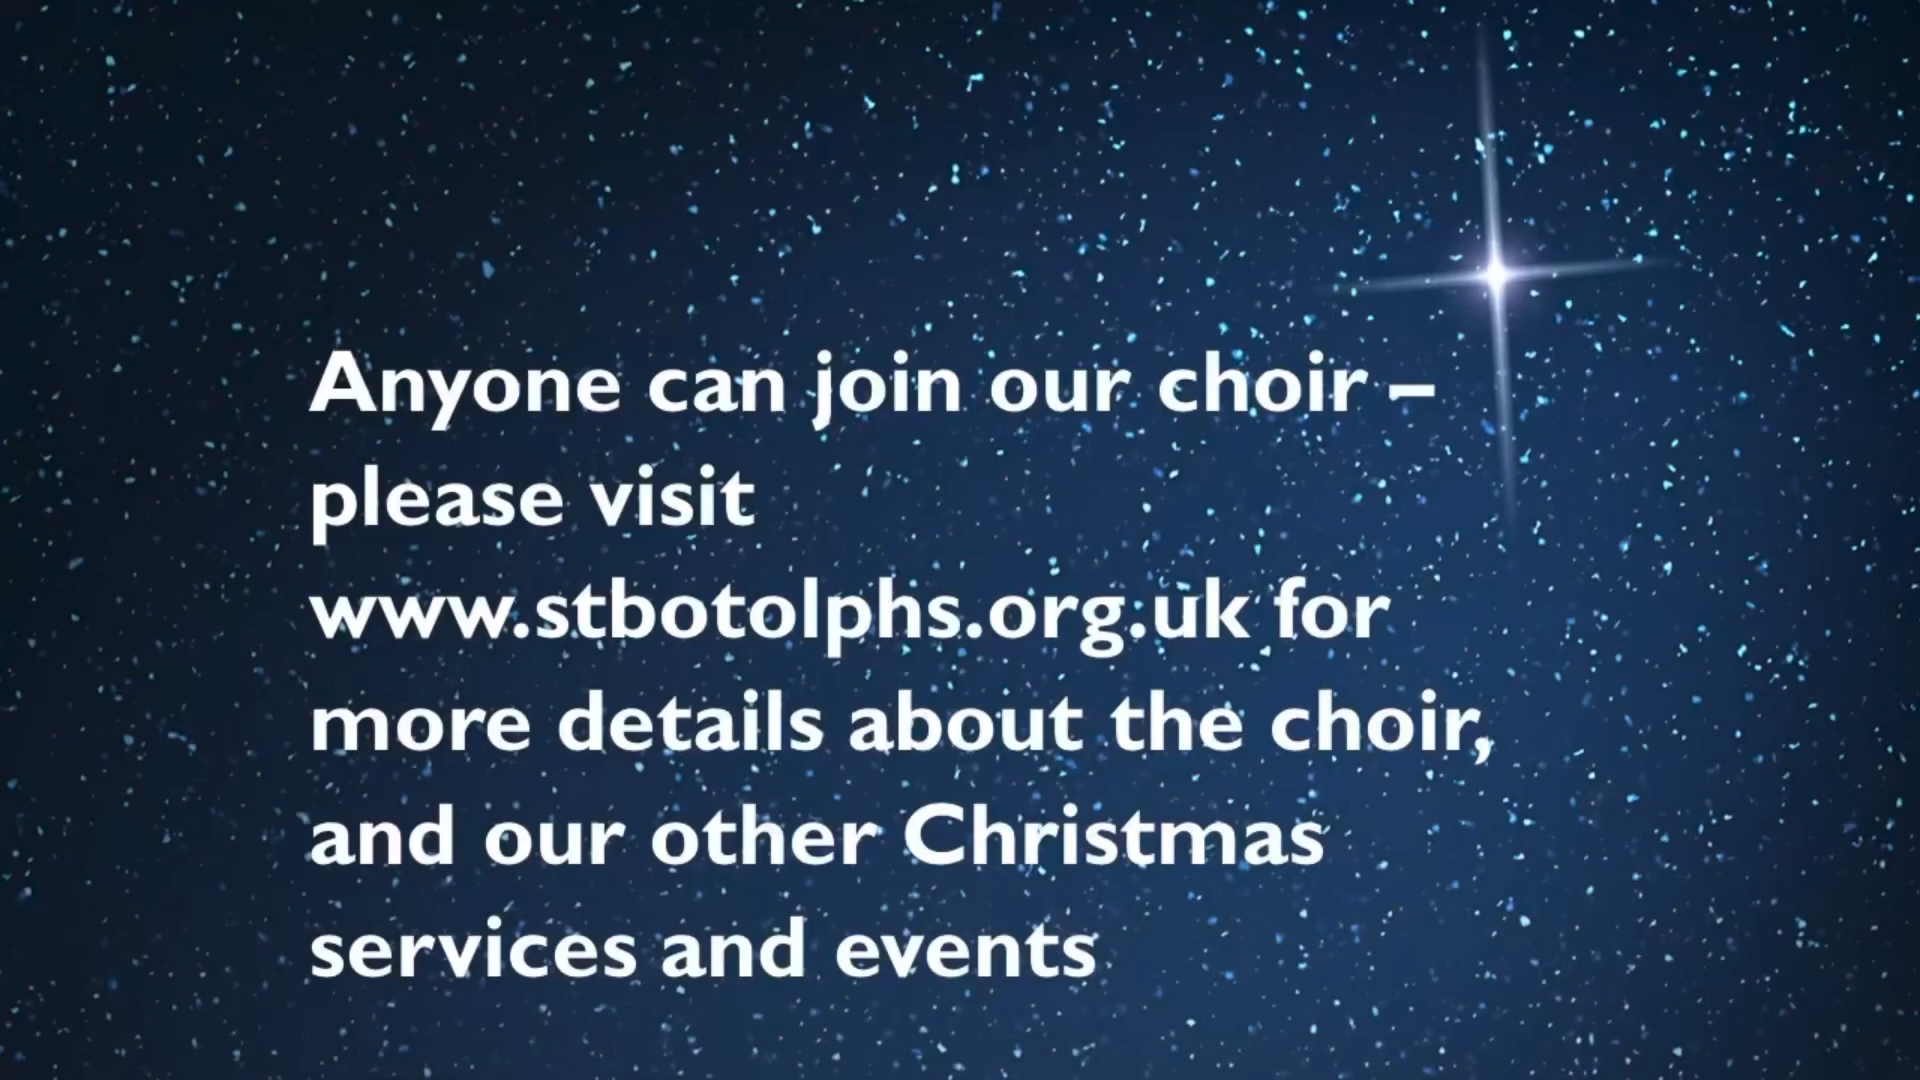 Anyone can join our choir –
please visit
www.stbotolphs.org.uk for
more details about the choir,
and our other Christmas
services and events